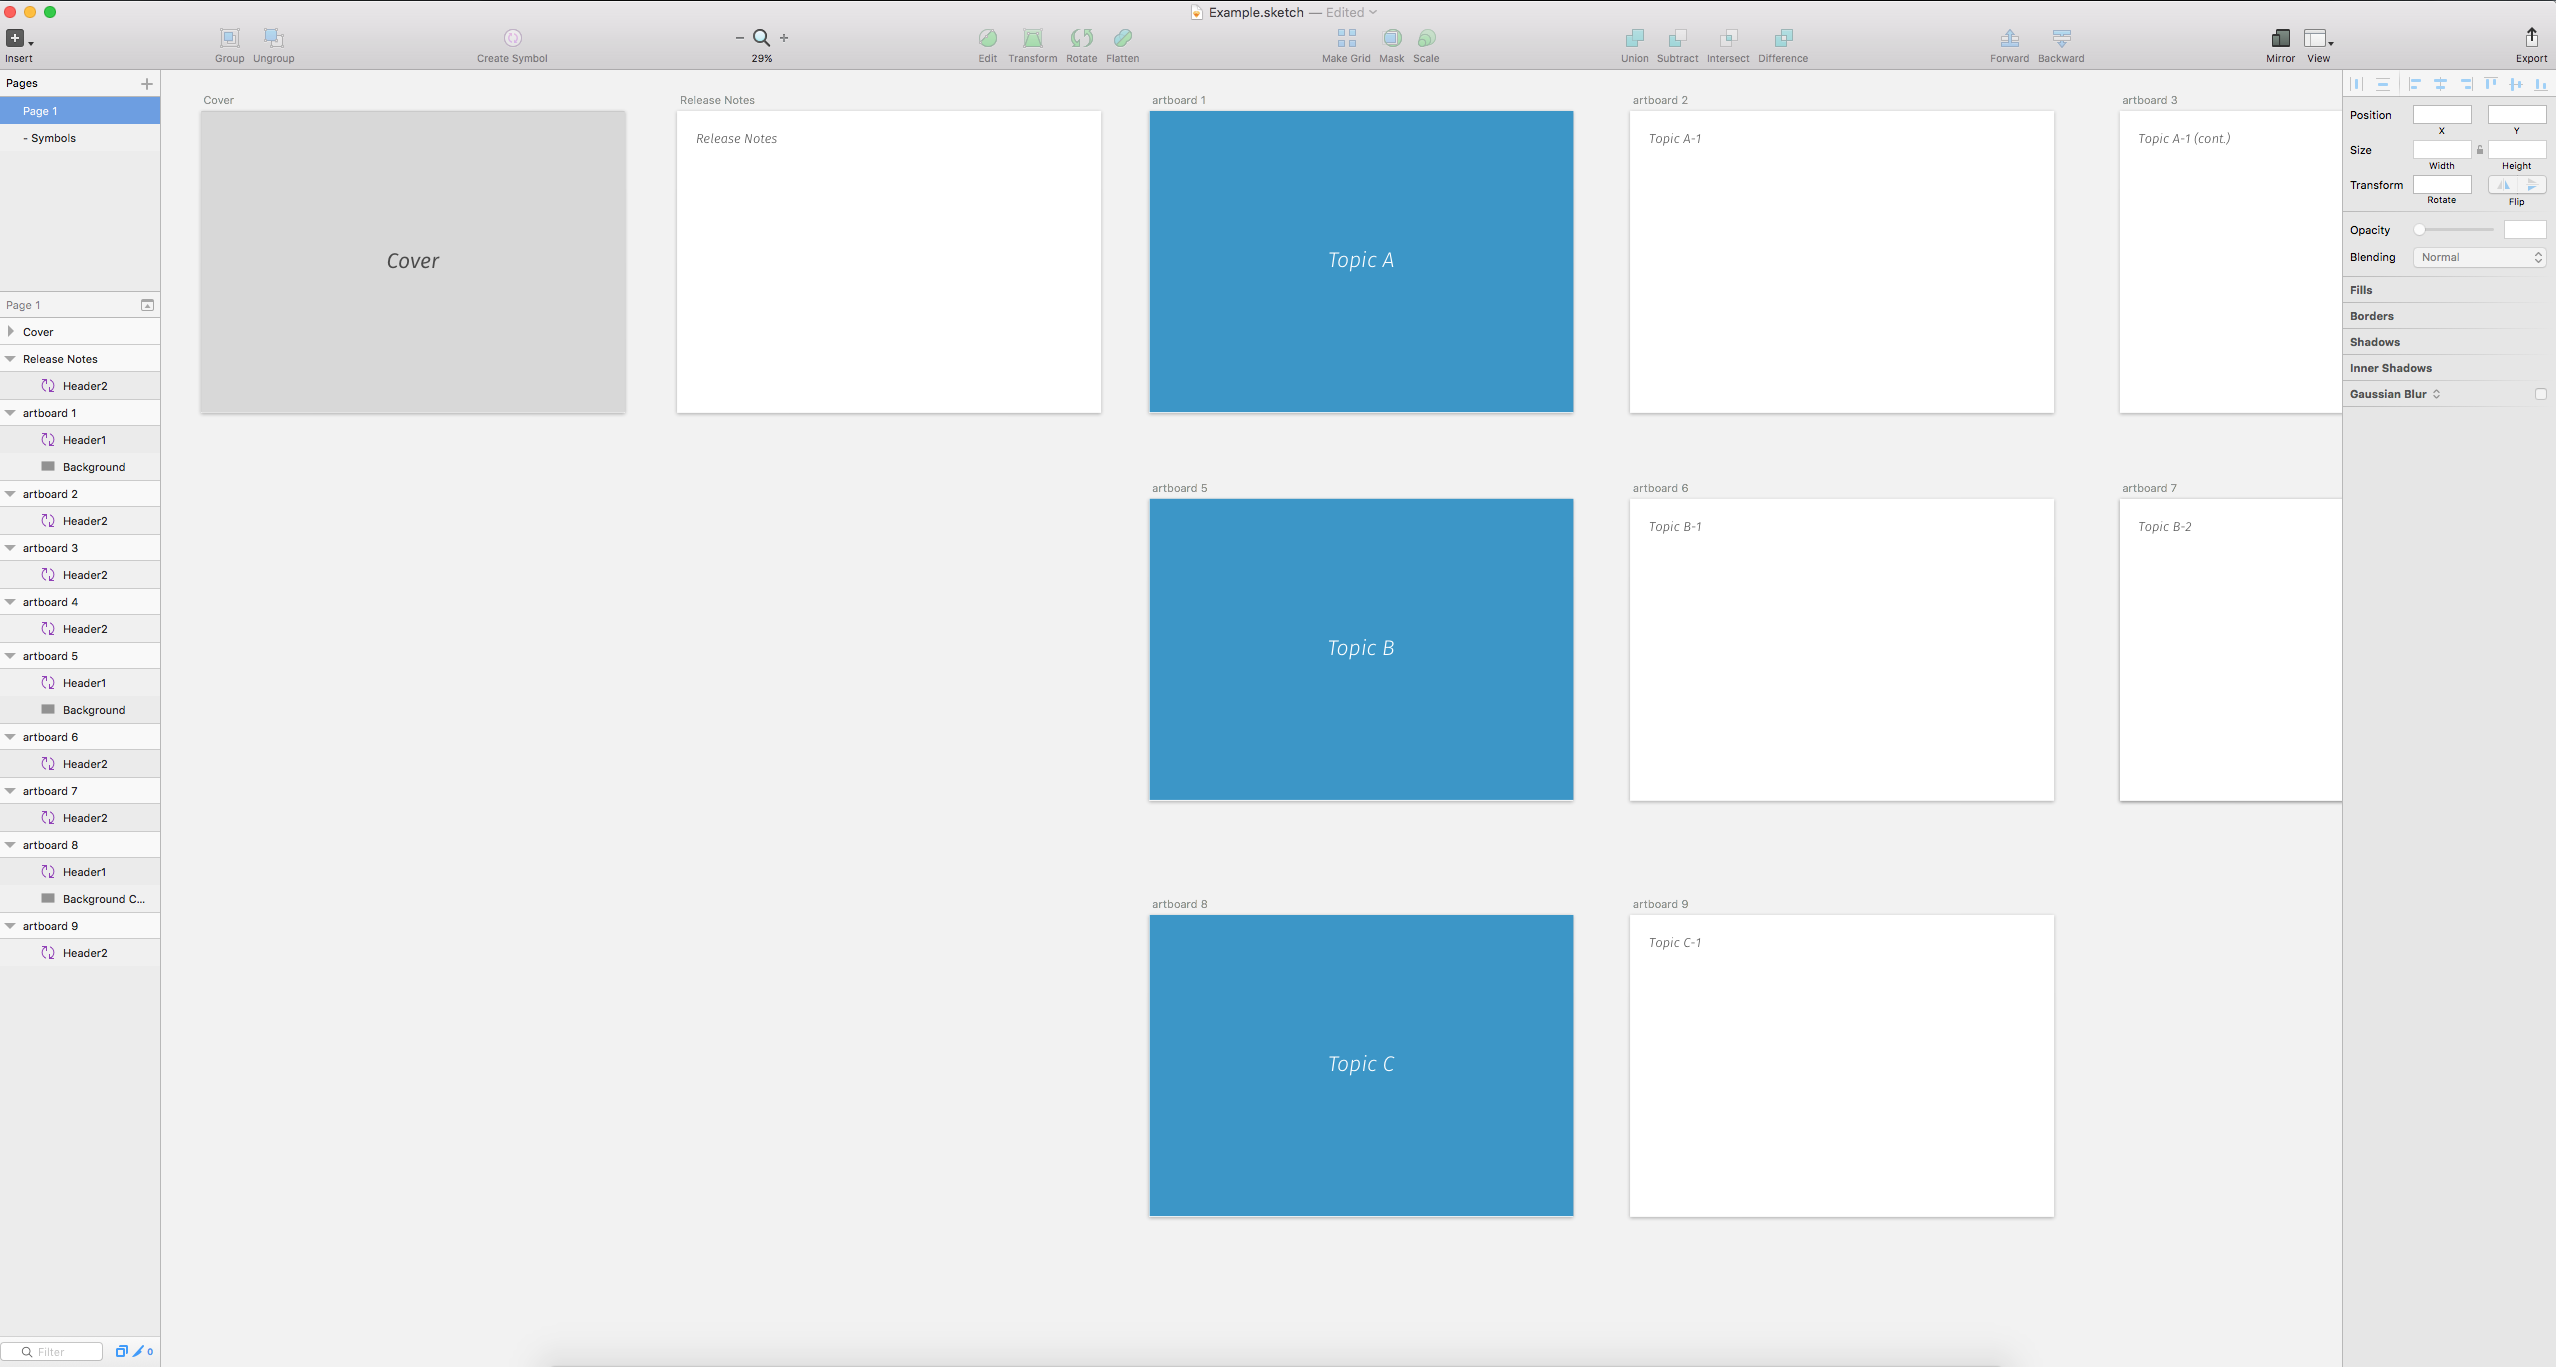 Example.sketch — Edited
Insert
Group
Ungroup
Create Symbol
29%
Edit
Transform
Rotate
Flatten
Make Grid
Mask
Scale
Union
Subtract
Intersect
Difference
Forward
Backward
Mirror
View
Export
Pages
Page 1
- Symbols
Page 1
Cover
Release Notes
Header2
artboard 1
Header1
Background
artboard 2
Header2
artboard 3
Header2
artboard 4
Header2
artboard 5
Header1
Background
artboard 6
Header2
artboard 7
Header2
artboard 8
Header1
Background C...
artboard 9
Header2
Filter
0
Cover
Cover
Release Notes
Release Notes
artboard 1
Topic A
artboard 2
Topic A-1
artboard 3
Topic A-1 (cont.)
artboard 5
Topic B
artboard 6
Topic B-1
artboard 7
Topic B-2
artboard 8
Topic C
artboard 9
Topic C-1
Position
X
Y
Size
Width
Height
Transform
Rotate
Flip
Opacity
Blending
Normal
Fills
Borders
Shadows
Inner Shadows
Gaussian Blur